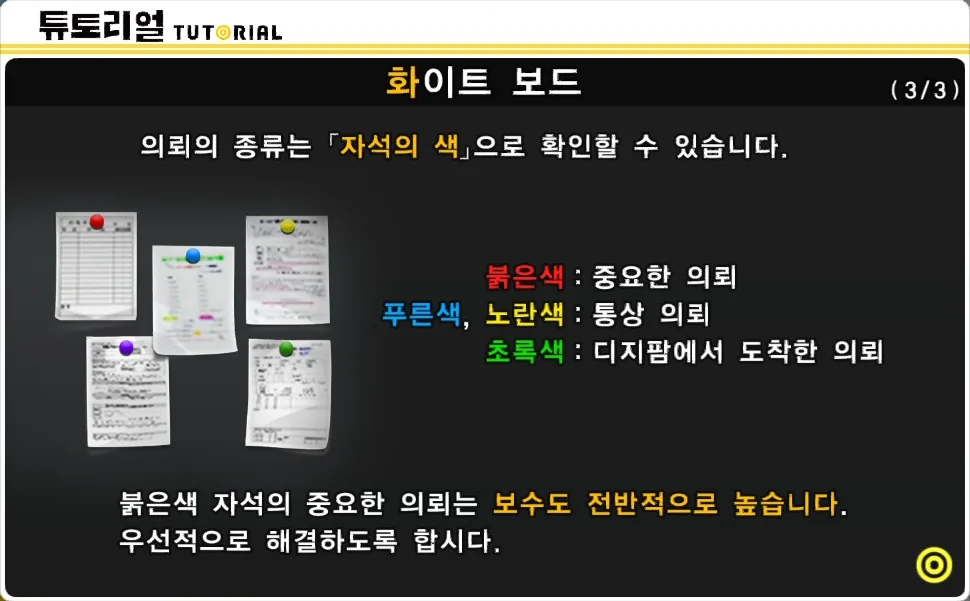 튜토리얼 TUTORIAL
화이트 보드
(3/3)
의뢰의 종류는 「자석의 색」으로 확인할 수 있습니다.
붉은색 : 중요한 의뢰
푸른색, 노란색 : 통상 의뢰
초록색 : 디지팜에서 도착한 의뢰
붉은색 자석의 중요한 의뢰는 보수도 전반적으로 높습니다.
우선적으로 해결하도록 합시다.